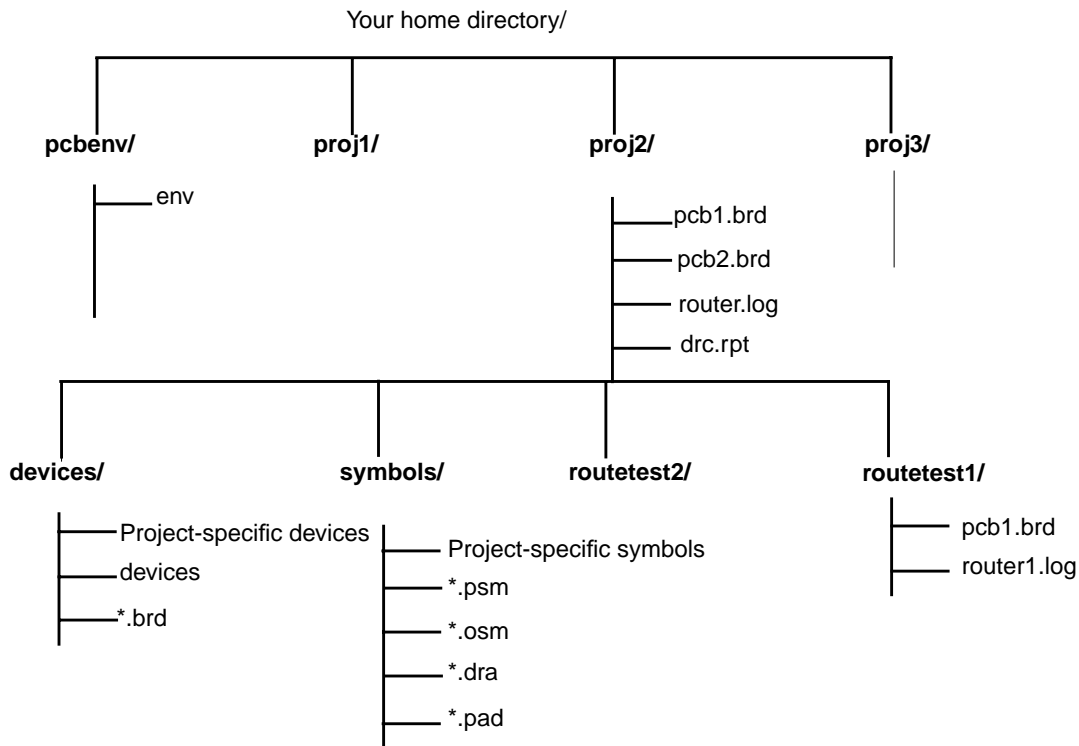 Your home directory/
pcbenv/
proj1/
proj2/
proj3/
env
pcb1.brd
pcb2.brd
router.log
drc.rpt
devices/
symbols/
routetest2/
routetest1/
Project-specific devices
devices
*.brd
Project-specific symbols
*.psm
*.osm
*.dra
*.pad
pcb1.brd
router1.log